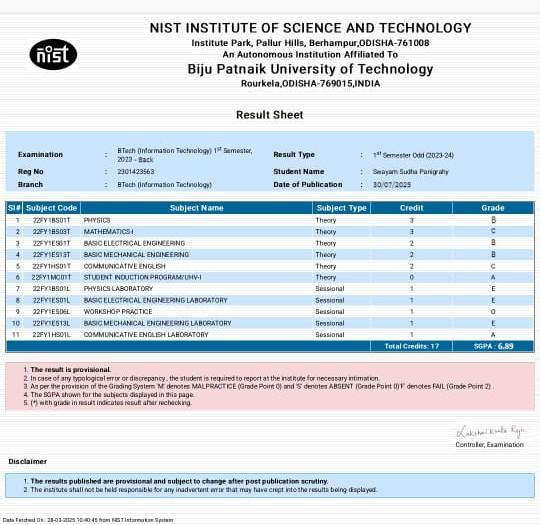 NIST INSTITUTE OF SCIENCE AND TECHNOLOGY
Institute Park, Pallur Hills, Berhampur,ODISHA-761008
An Autonomous Institution Affiliated To
nist
Biju Patnaik University of Technology
Rourkela,ODISHA-769015,INDIA
Result Sheet
Examination : BTech (Information Technology) 1st Semester, 2023 - Back Result Type : 1st Semester Odd (2023-24)
Reg No : 2301423563 Student Name : Swayam Sudha Panigrahy
Branch : BTech (Information Technology) Date of Publication : 30/07/2025
Sl# Subject Code Subject Name Subject Type Credit Grade
1 22FY1BS01T PHYSICS Theory 3 B
2 22FY1BS03T MATHEMATICS-I Theory 3 C
3 22FY1ES01T BASIC ELECTRICAL ENGINEERING Theory 2 B
4 22FY1ES13T BASIC MECHANICAL ENGINEERING Theory 2 B
5 22FY1HS01T COMMUNICATIVE ENGLISH Theory 2 C
6 22FY1MC01T STUDENT INDUCTION PROGRAM/UHV-I Theory 0 A
7 22FY1BS01L PHYSICS LABORATORY Sessional 1 E
8 22FY1ES01L BASIC ELECTRICAL ENGINEERING LABORATORY Sessional 1 E
9 22FY1ES06L WORKSHOP PRACTICE Sessional 1 O
10 22FY1ES13L BASIC MECHANICAL ENGINEERING LABORATORY Sessional 1 E
11 22FY1HS01L COMMUNICATIVE ENGLISH LABORATORY Sessional 1 A
Total Credits: 17 SGPA : 6.89
1. The result is provisional.
2. In case of any typological error or discrepancy , the student is required to report at the institute for necessary intimation.
3. As per the provision of the Grading System 'M' denotes MALPRACTICE (Grade Point 0) and 'S' denotes ABSENT (Grade Point 0)'F' denotes FAIL (Grade Point 2) .
4. The SGPA shown for the subjects displayed in this page.
5. (*) with grade in result indicates result after rechecking.
Controller, Examination
Disclaimer
1. The results published are provisional and subject to change after post publication scrutiny.
2. The institute shall not be held responsible for any inadvertent error that may have crept into the results being displayed.
Data Fetched On : 28-03-2025 10:40:45 from NIST Information System